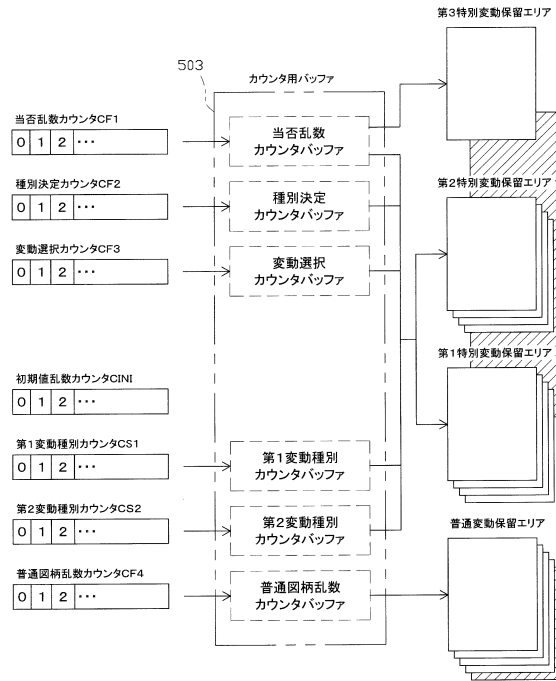 第3特別変動保留エリア
503
カウンタ用バッファ
当否乱数カウンタCF1
0 1 2 ・・・
当否乱数
カウンタバッファ
種別決定カウンタCF2
0 1 2 ・・・
種別決定
カウンタバッファ
第2特別変動保留エリア
変動選択カウンタCF3
0 1 2 ・・・
変動選択
カウンタバッファ
第1特別変動保留エリア
初期値乱数カウンタCINI
0 1 2 ・・・
第1変動種別カウンタCS1
0 1 2 ・・・
第1変動種別
カウンタバッファ
第2変動種別カウンタCS2
0 1 2 ・・・
第2変動種別
カウンタバッファ
普通変動保留エリア
普通図柄乱数カウンタCF4
0 1 2 ・・・
普通図柄乱数
カウンタバッファ